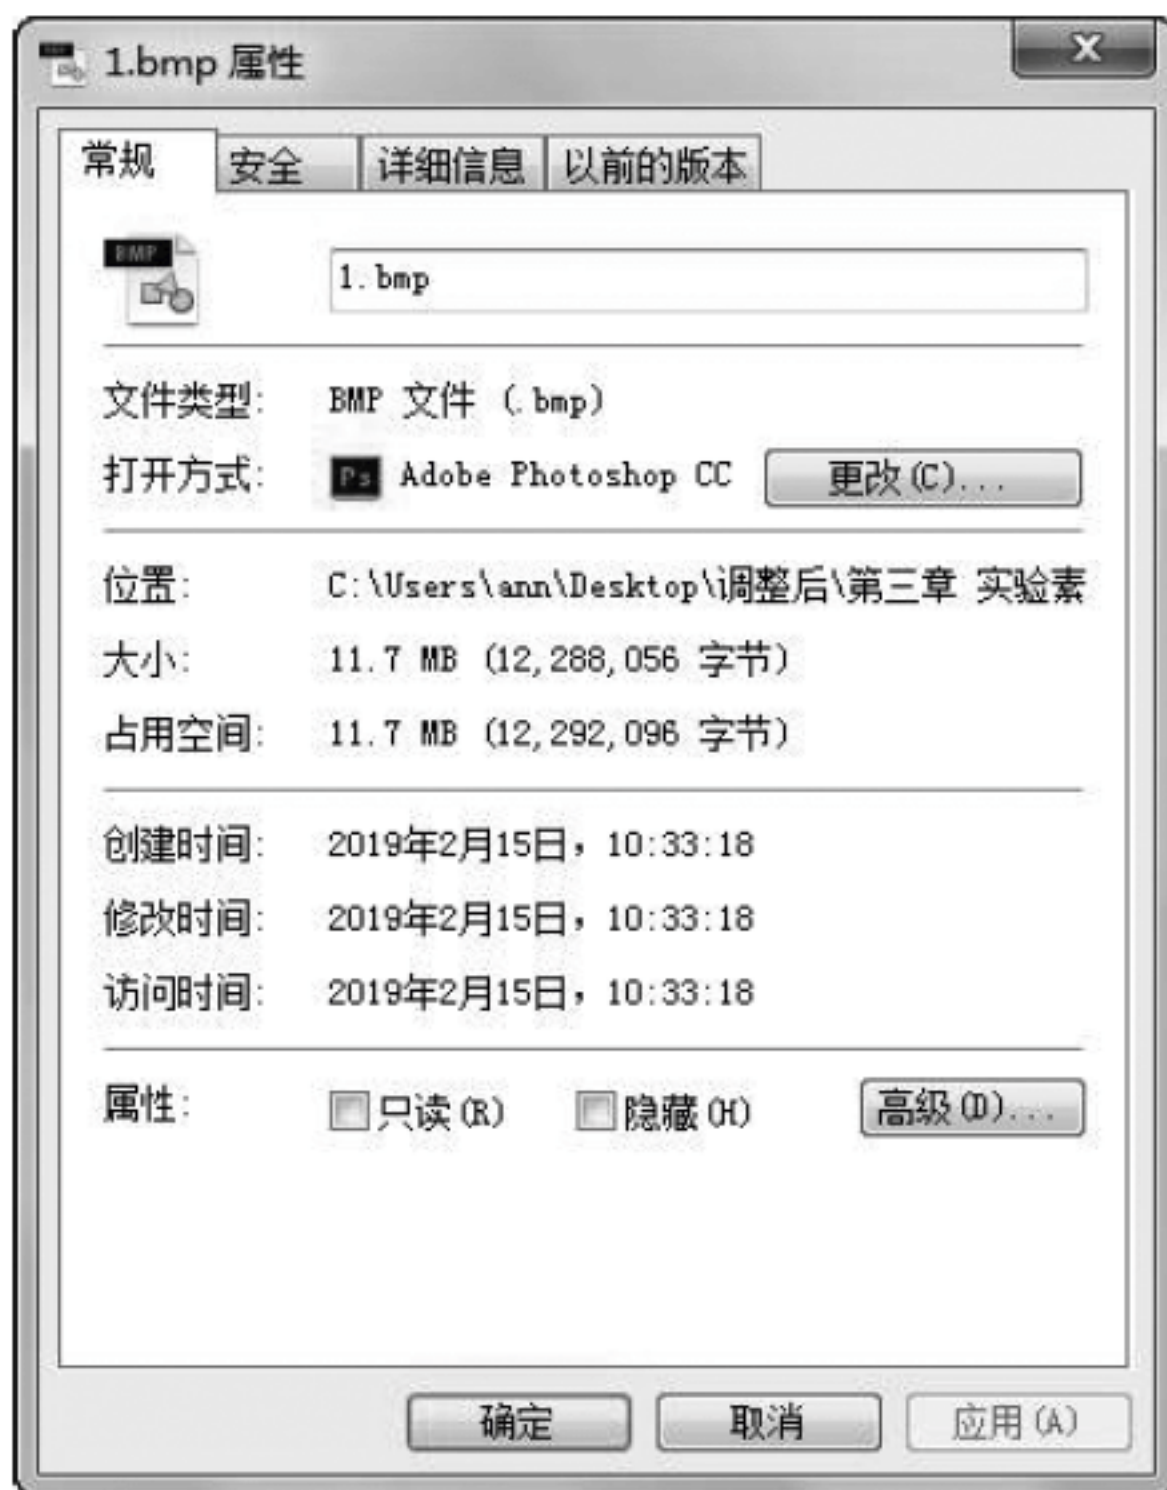 1.bmp 属性
常规 安全 详细信息 以前的版本
BMP
1.bmp
文件类型: BMP 文件 (.bmp)
打开方式: Ps Adobe Photoshop CC 更改(C)...
位置: C:\Users\ann\Desktop\调整后\第三章 实验素
大小: 11.7 MB (12,288,056 字节)
占用空间: 11.7 MB (12,292,096 字节)
创建时间: 2019年2月15日，10:33:18
修改时间: 2019年2月15日，10:33:18
访问时间: 2019年2月15日，10:33:18
属性: 只读(R) 隐藏(H) 高级(D)...
确定 取消 应用(A)